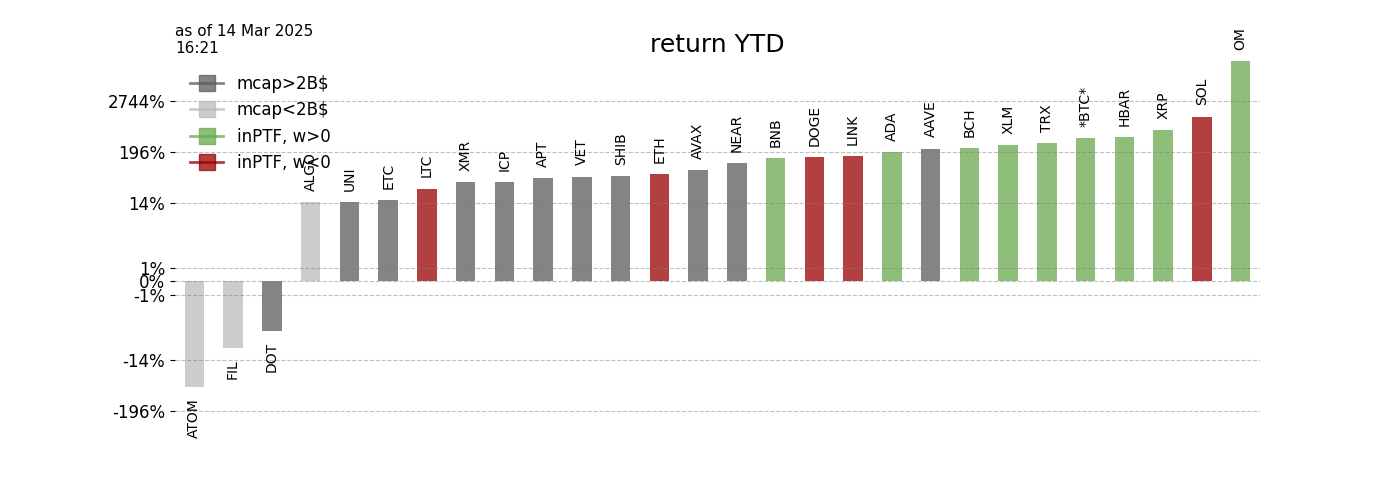 as of 14 Mar 2025
16:21
return YTD
mcap>2B$
mcap<2B$
inPTF, w>0
inPTF, w<0
2744%
196%
14%
1%
0%
-1%
-14%
-196%
ATOM
FIL
DOT
ALGO
UNI
ETC
LTC
XMR
ICP
APT
VET
SHIB
ETH
AVAX
NEAR
BNB
DOGE
LINK
ADA
AAVE
BCH
XLM
TRX
*BTC*
HBAR
XRP
SOL
OM